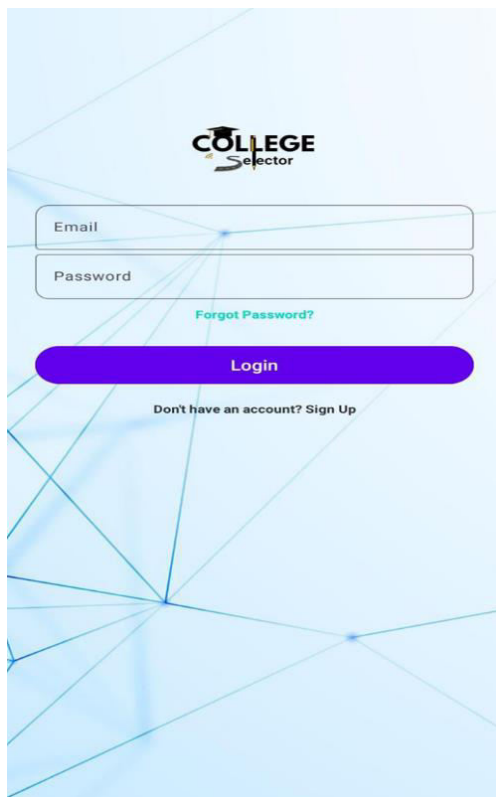 COLLEGE
Selector
Email
Password
Forgot Password?
Login
Don't have an account? Sign Up